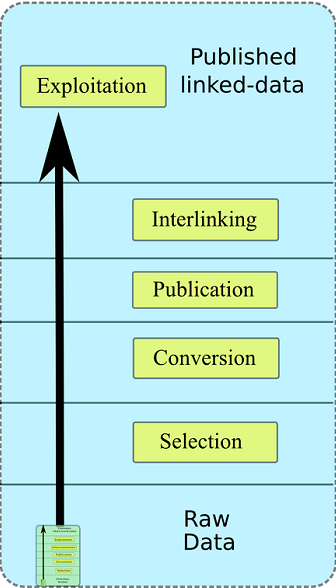 Published
linked-data
Exploitation
Interlinking
Publication
Conversion
Selection
Raw
Data